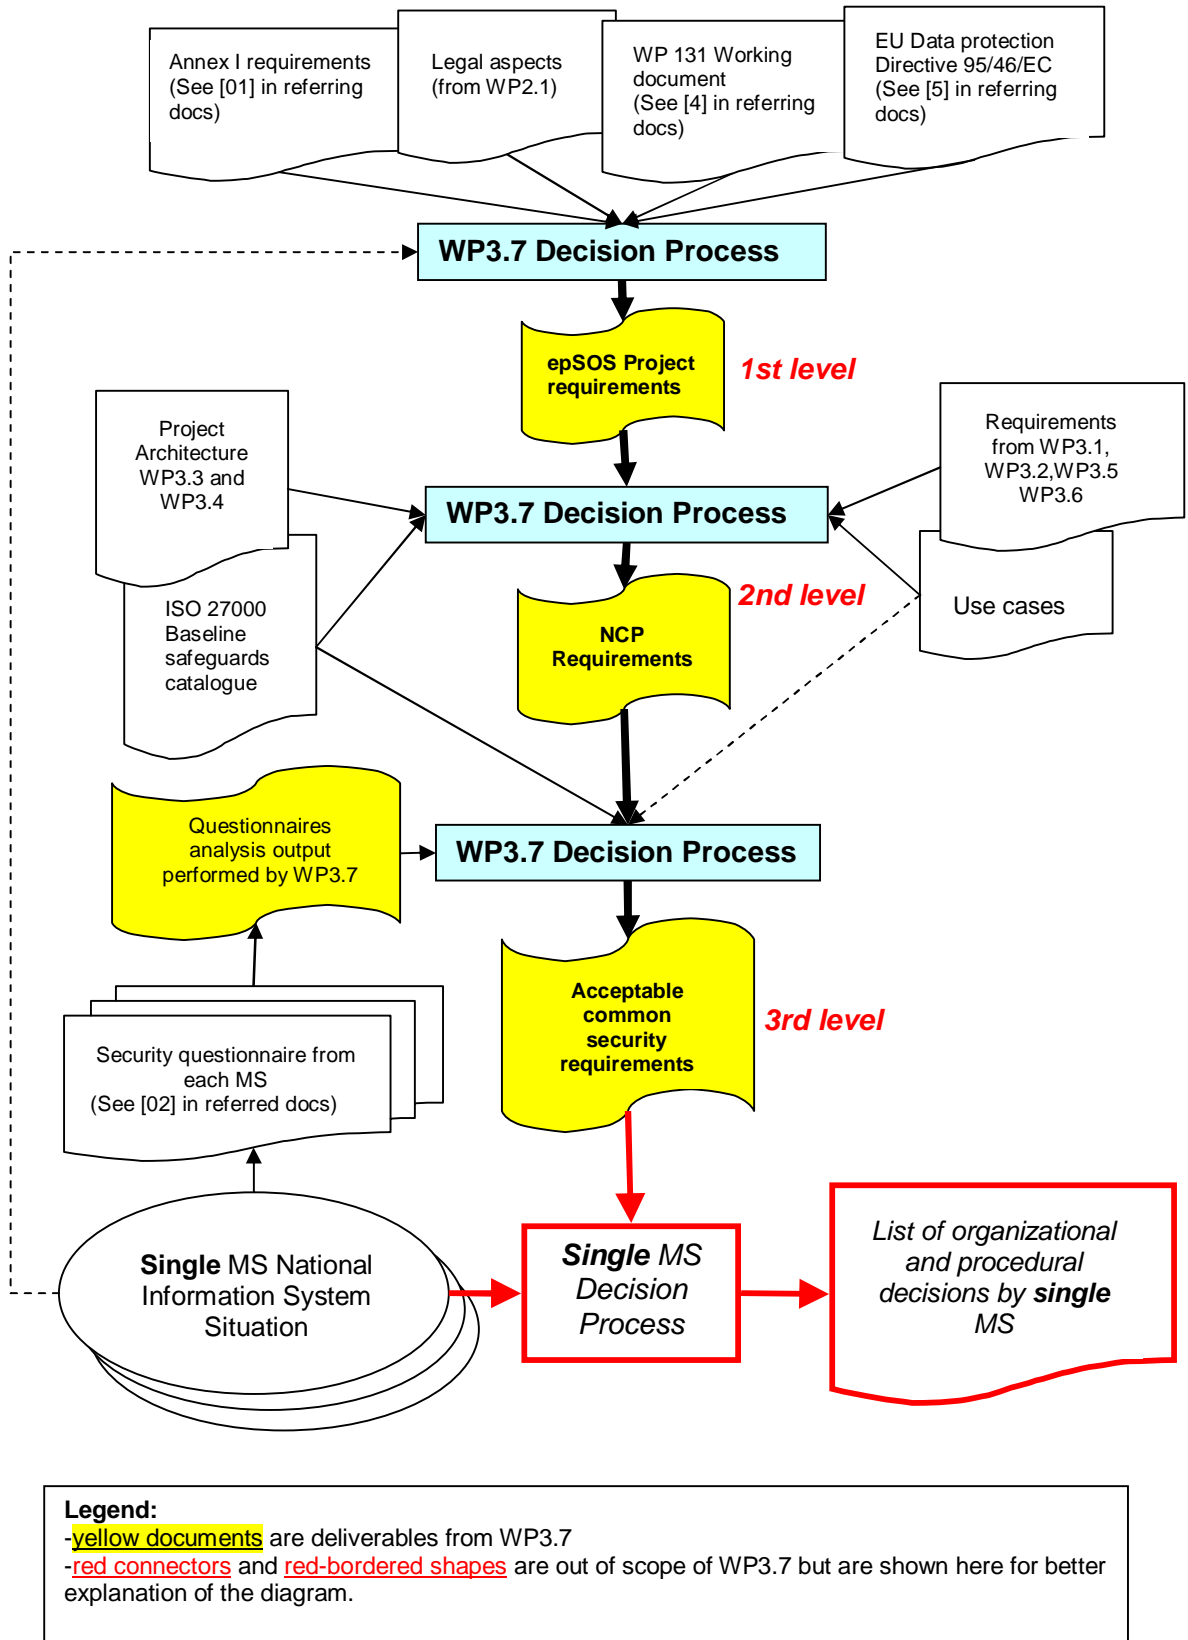 Annex I requirements
(See [01] in referring
docs)
Legal aspects
(from WP2.1)
WP 131 Working
document
(See [4] in referring
docs)
EU Data protection
Directive 95/46/EC
(See [5] in referring
docs)
WP3.7 Decision Process
epSOS Project
requirements
1st level
Project
Architecture
WP3.3 and
WP3.4
Requirements
from WP3.1,
WP3.2,WP3.5
WP3.6
WP3.7 Decision Process
ISO 27000
Baseline
safeguards
catalogue
NCP
Requirements
2nd level
Use cases
Questionnaires
analysis output
performed by WP3.7
WP3.7 Decision Process
Acceptable
common
security
requirements
3rd level
Security questionnaire from
each MS
(See [02] in referred docs)
Single MS National
Information System
Situation
Single MS
Decision
Process
List of organizational
and procedural
decisions by single
MS
Legend:
-yellow documents are deliverables from WP3.7
-red connectors and red-bordered shapes are out of scope of WP3.7 but are shown here for better
explanation of the diagram.